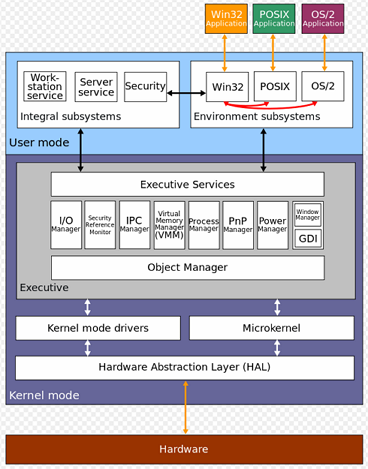 Win32
Application
POSIX
Application
OS/2
Application
Work-
station
service
Server
service
Security
Win32
POSIX
OS/2
Integral subsystems
Environment subsystems
User mode
Executive Services
I/O
Manager
Security
Reference
Monitor
IPC
Manager
Virtual
Memory
Manager
(VMM)
Process
Manager
PnP
Manager
Power
Manager
Window
Manager
GDI
Object Manager
Executive
Kernel mode drivers
Microkernel
Hardware Abstraction Layer (HAL)
Kernel mode
Hardware